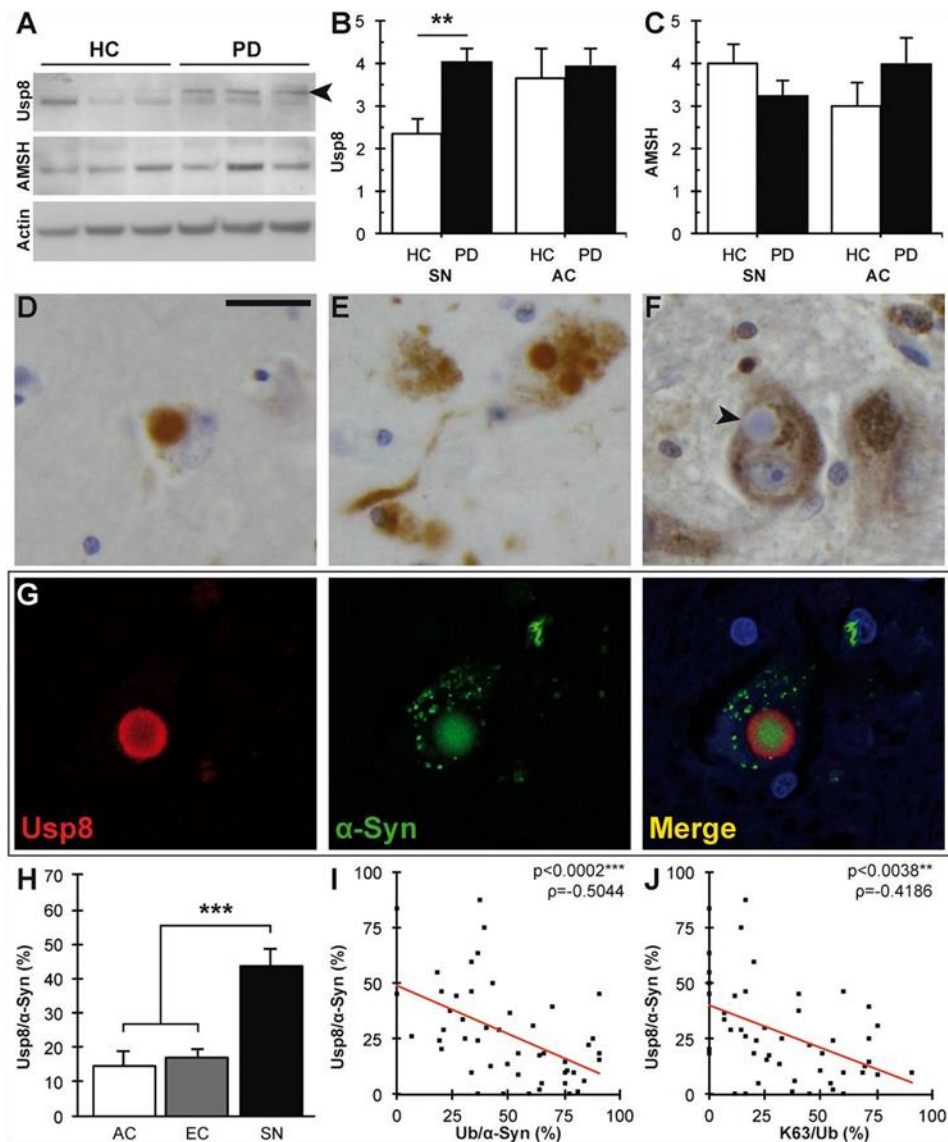 A
HC PD
Usp8
AMSH
Actin
B
**
5
4
3
2
1
0
Usp8
HC PD HC PD
SN AC
C
5
4
3
2
1
0
AMSH
HC PD HC PD
SN AC
D
E
F
G
Usp8
α-Syn
Merge
H
***
70
60
50
40
30
20
10
0
Usp8/α-Syn (%)
AC EC SN
I
p<0.0002***
ρ=-0.5044
100
75
50
25
0
Usp8/α-Syn (%)
0 25 50 75 100
Ub/α-Syn (%)
J
p<0.0038**
ρ=-0.4186
100
75
50
25
0
Usp8/α-Syn (%)
0 25 50 75 100
K63/Ub (%)